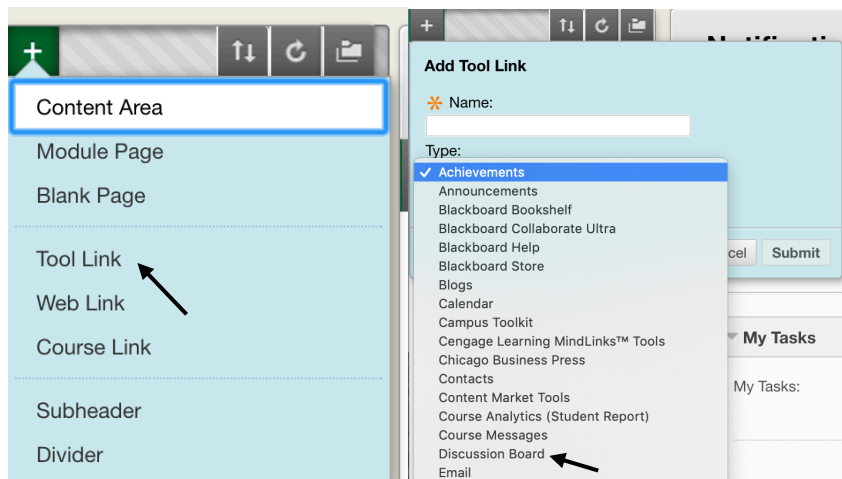 +
Content Area
Module Page
Blank Page
Tool Link
Web Link
Course Link
Subheader
Divider
+
Add Tool Link
Name:
Type:
Achievements
Announcements
Blackboard Bookshelf
Blackboard Collaborate Ultra
Blackboard Help
Blackboard Store
Blogs
Calendar
Campus Toolkit
Cengage Learning MindLinks™ Tools
Chicago Business Press
Contacts
Content Market Tools
Course Analytics (Student Report)
Course Messages
Discussion Board
Email
cel
Submit
My Tasks
My Tasks: